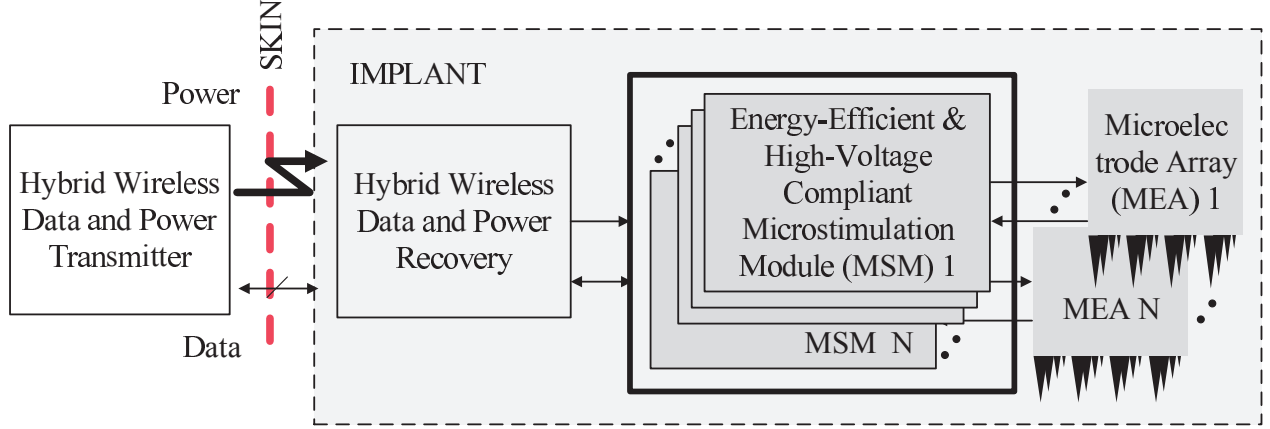 SKIN
IMPLANT
Power
Hybrid Wireless
Data and Power
Transmitter
Data
Hybrid Wireless
Data and Power
Recovery
Energy-Efficient &
High-Voltage
Compliant
Microstimulation
Module (MSM) 1
MSM N
Microelec
trode Array
(MEA) 1
MEA N